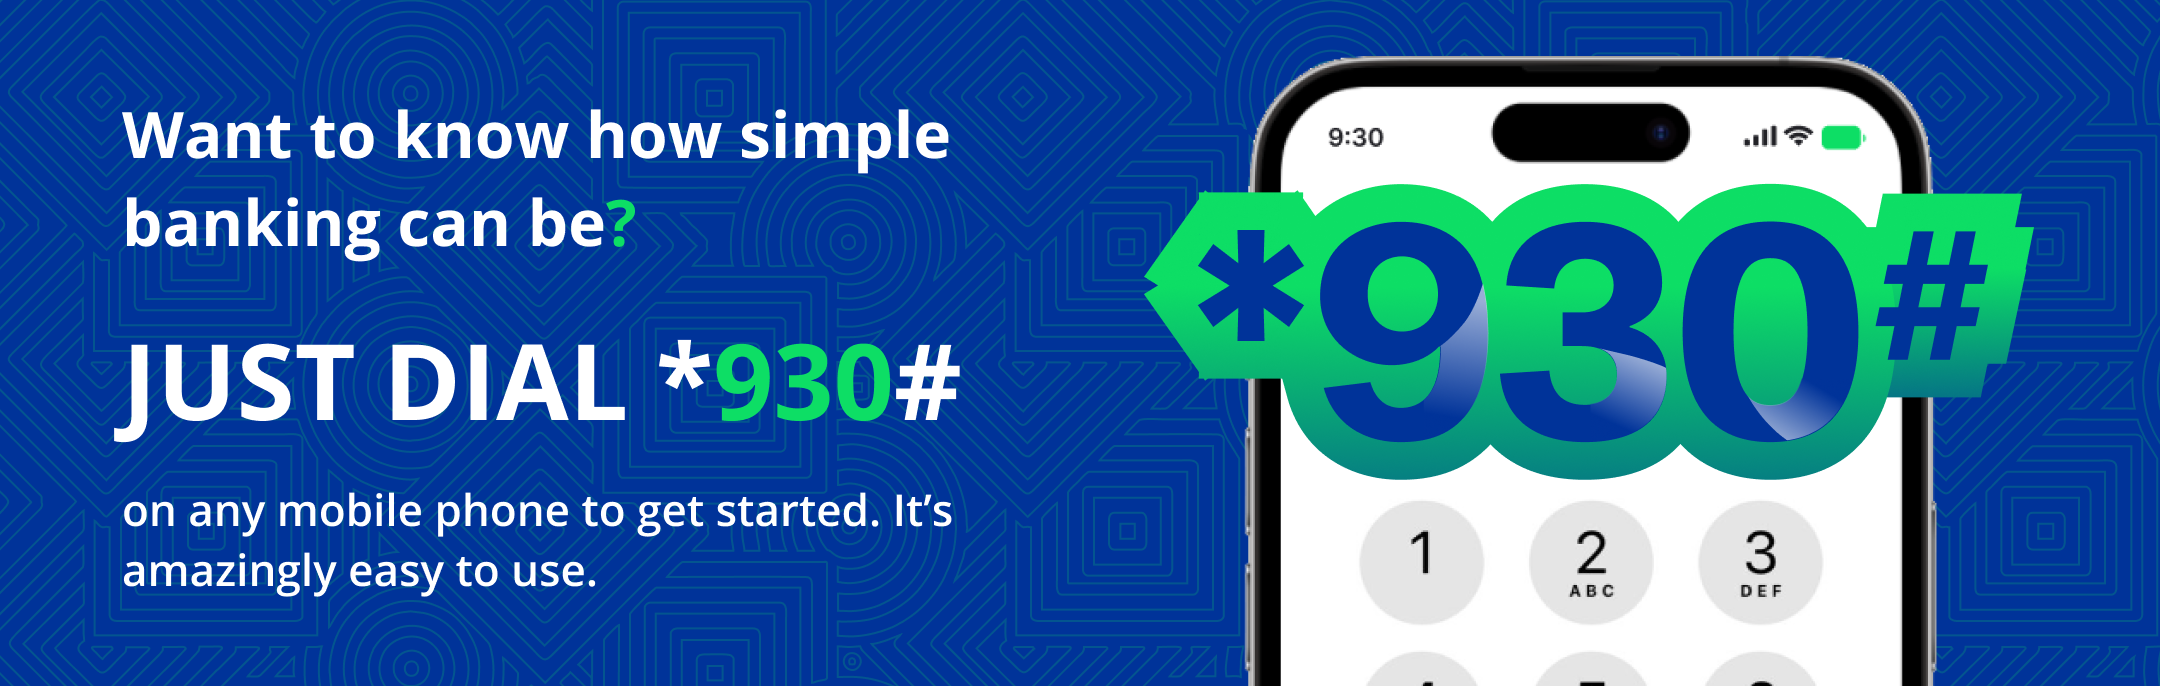 Want to know how simple
banking can be?
JUST DIAL *930#
on any mobile phone to get started. It’s
amazingly easy to use.
9:30
*930#
1 2 3
ABC DEF